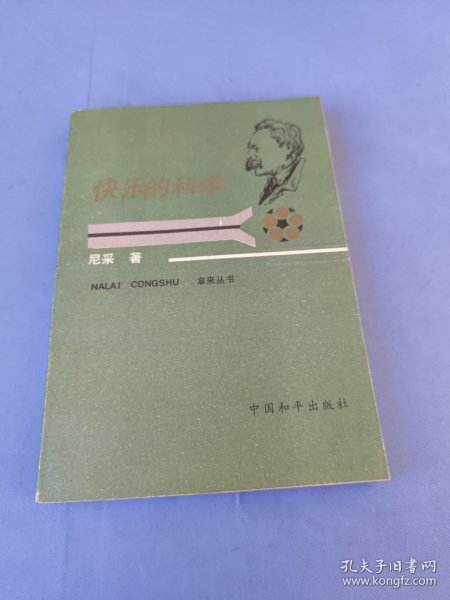 快乐的科学
尼采 著
NALAI CONGSHU 拿来丛书
中国和平出版社
孔夫子旧书网
www.kongfz.com